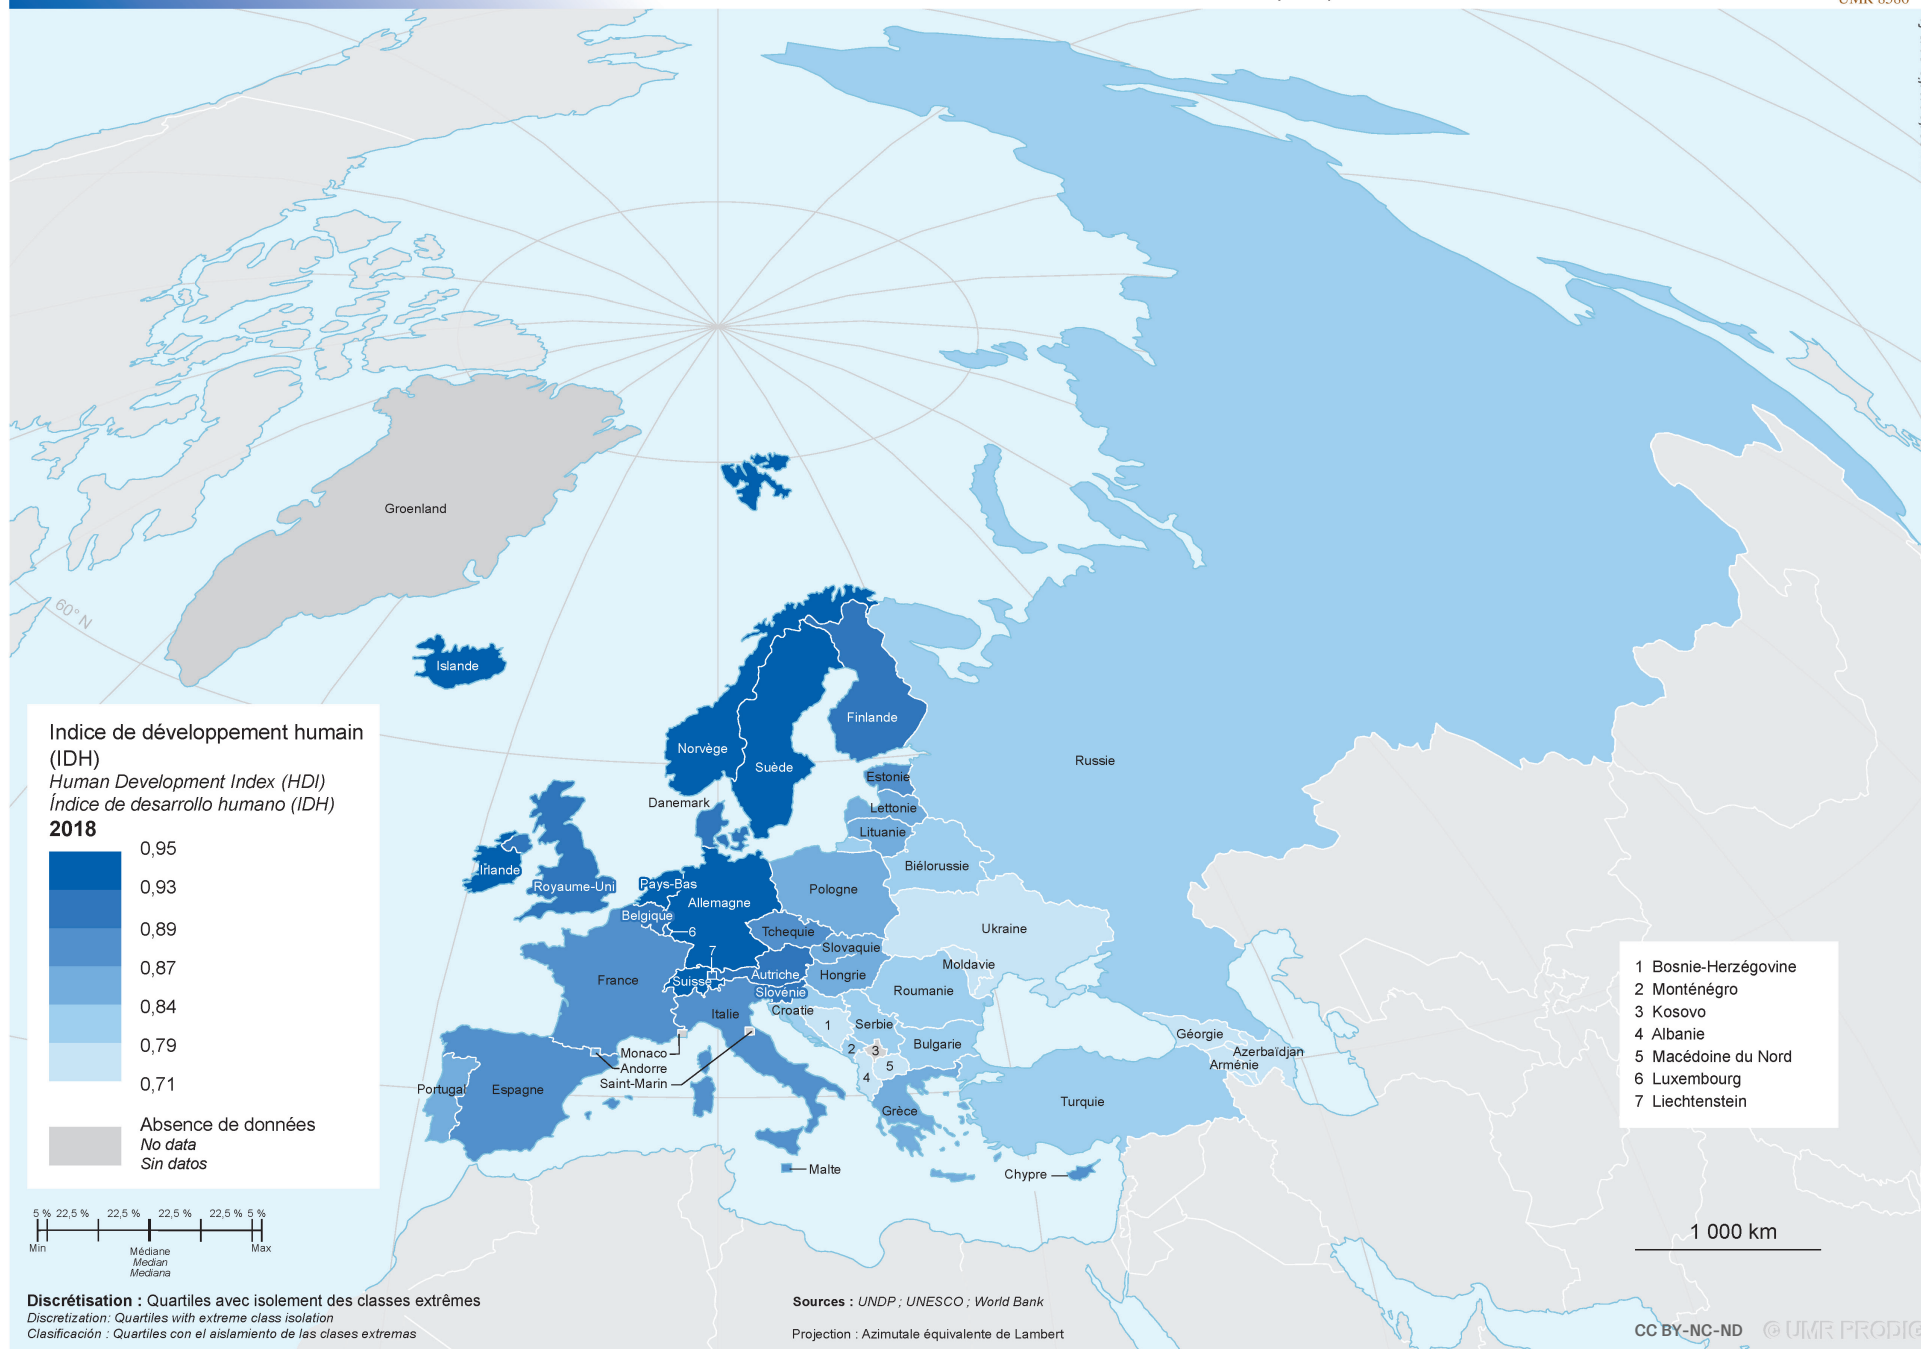 UMR 8586
60° N
Groenland
Islande
Norvège
Suède
Finlande
Russie
Danemark
Estonie
Lettonie
Lituanie
Biélorussie
Irlande
Royaume-Uni
Pays-Bas
Allemagne
Pologne
Belgique
6
7
Tchequie
Slovaquie
Ukraine
Moldavie
France
Suisse
Autriche
Hongrie
Slovénie
Roumanie
Italie
Croatie
1
Serbie
Bulgarie
2
3
4
5
Géorgie
Azerbaïdjan
Arménie
Monaco
Andorre
Saint-Marin
Portugal
Espagne
Grèce
Turquie
Malte
Chypre
Indice de développement humain
(IDH)
Human Development Index (HDI)
Índice de desarrollo humano (IDH)
2018
0,95
0,93
0,89
0,87
0,84
0,79
0,71
Absence de données
No data
Sin datos
1 Bosnie-Herzégovine
2 Monténégro
3 Kosovo
4 Albanie
5 Macédoine du Nord
6 Luxembourg
7 Liechtenstein
5 % 22,5 % 22,5 % 22,5 % 22,5 % 5 %
Min Max
Médiane
Median
Mediana
1 000 km
Discrétisation : Quartiles avec isolement des classes extrêmes
Discretization: Quartiles with extreme class isolation
Clasificación : Quartiles con el aislamiento de las clases extremas
Sources : UNDP ; UNESCO ; World Bank
Projection : Azimutale équivalente de Lambert
CC BY-NC-ND © UMR PRODIG